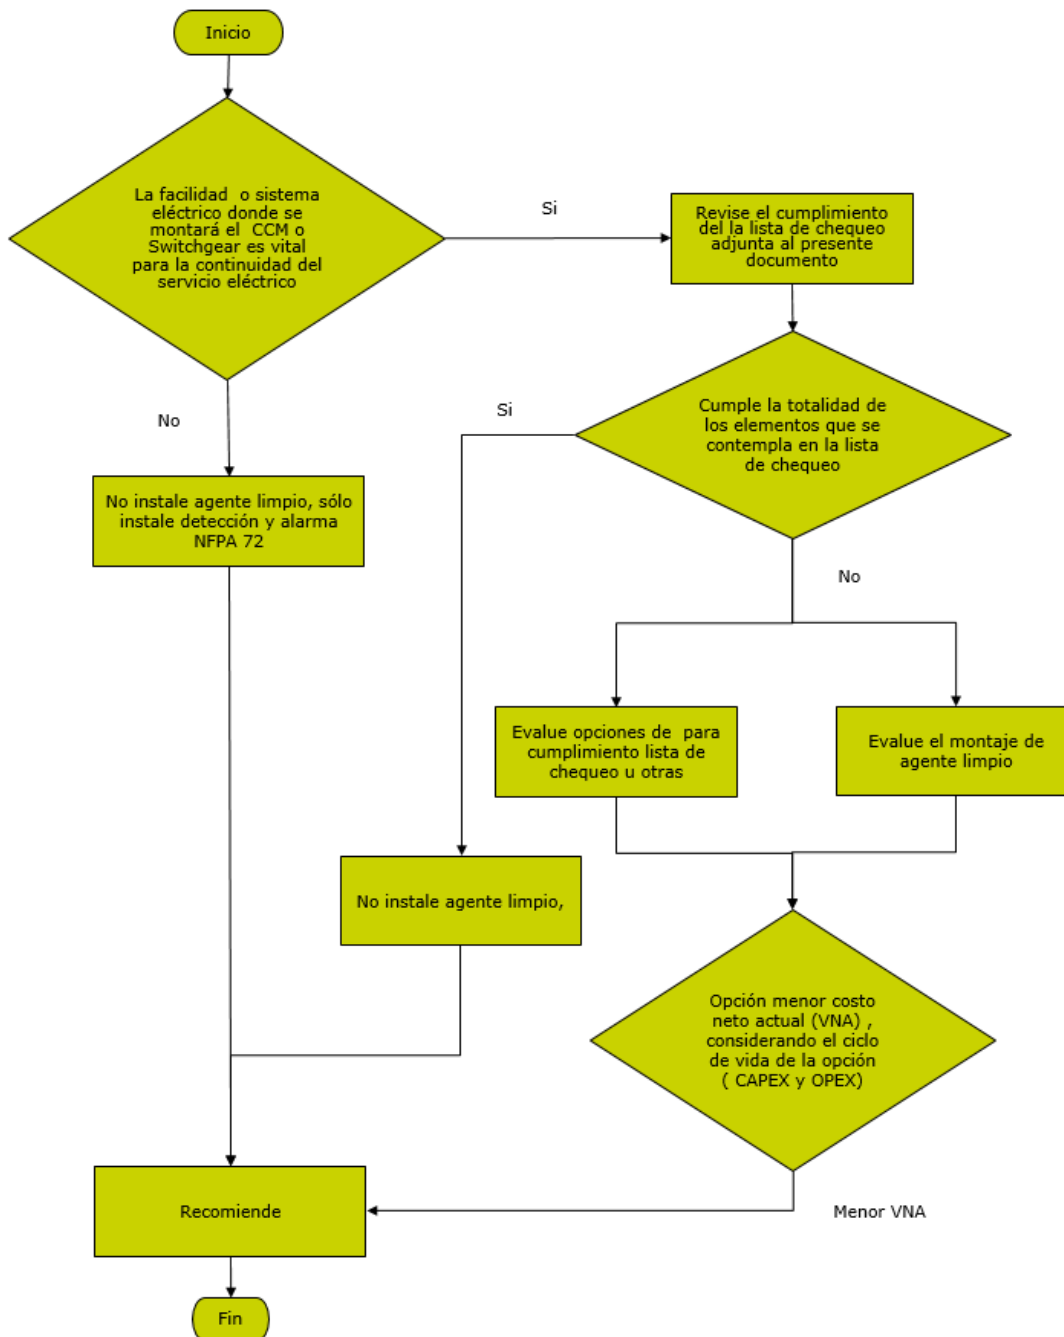 Inicio
La facilidad o sistema
eléctrico donde se
montará el CCM o
Switchgear es vital
para la continuidad del
servicio eléctrico
Si
Revise el cumplimiento
del la lista de chequeo
adjunta al presente
documento
No
Si
Cumple la totalidad de
los elementos que se
contempla en la lista
de chequeo
No instale agente limpio, sólo
instale detección y alarma
NFPA 72
No
Evalue opciones de para
cumplimiento lista de
chequeo u otras
Evalue el montaje de
agente limpio
No instale agente limpio,
Opción menor costo
neto actual (VNA) ,
considerando el ciclo
de vida de la opción
( CAPEX y OPEX)
Recomiende
Menor VNA
Fin